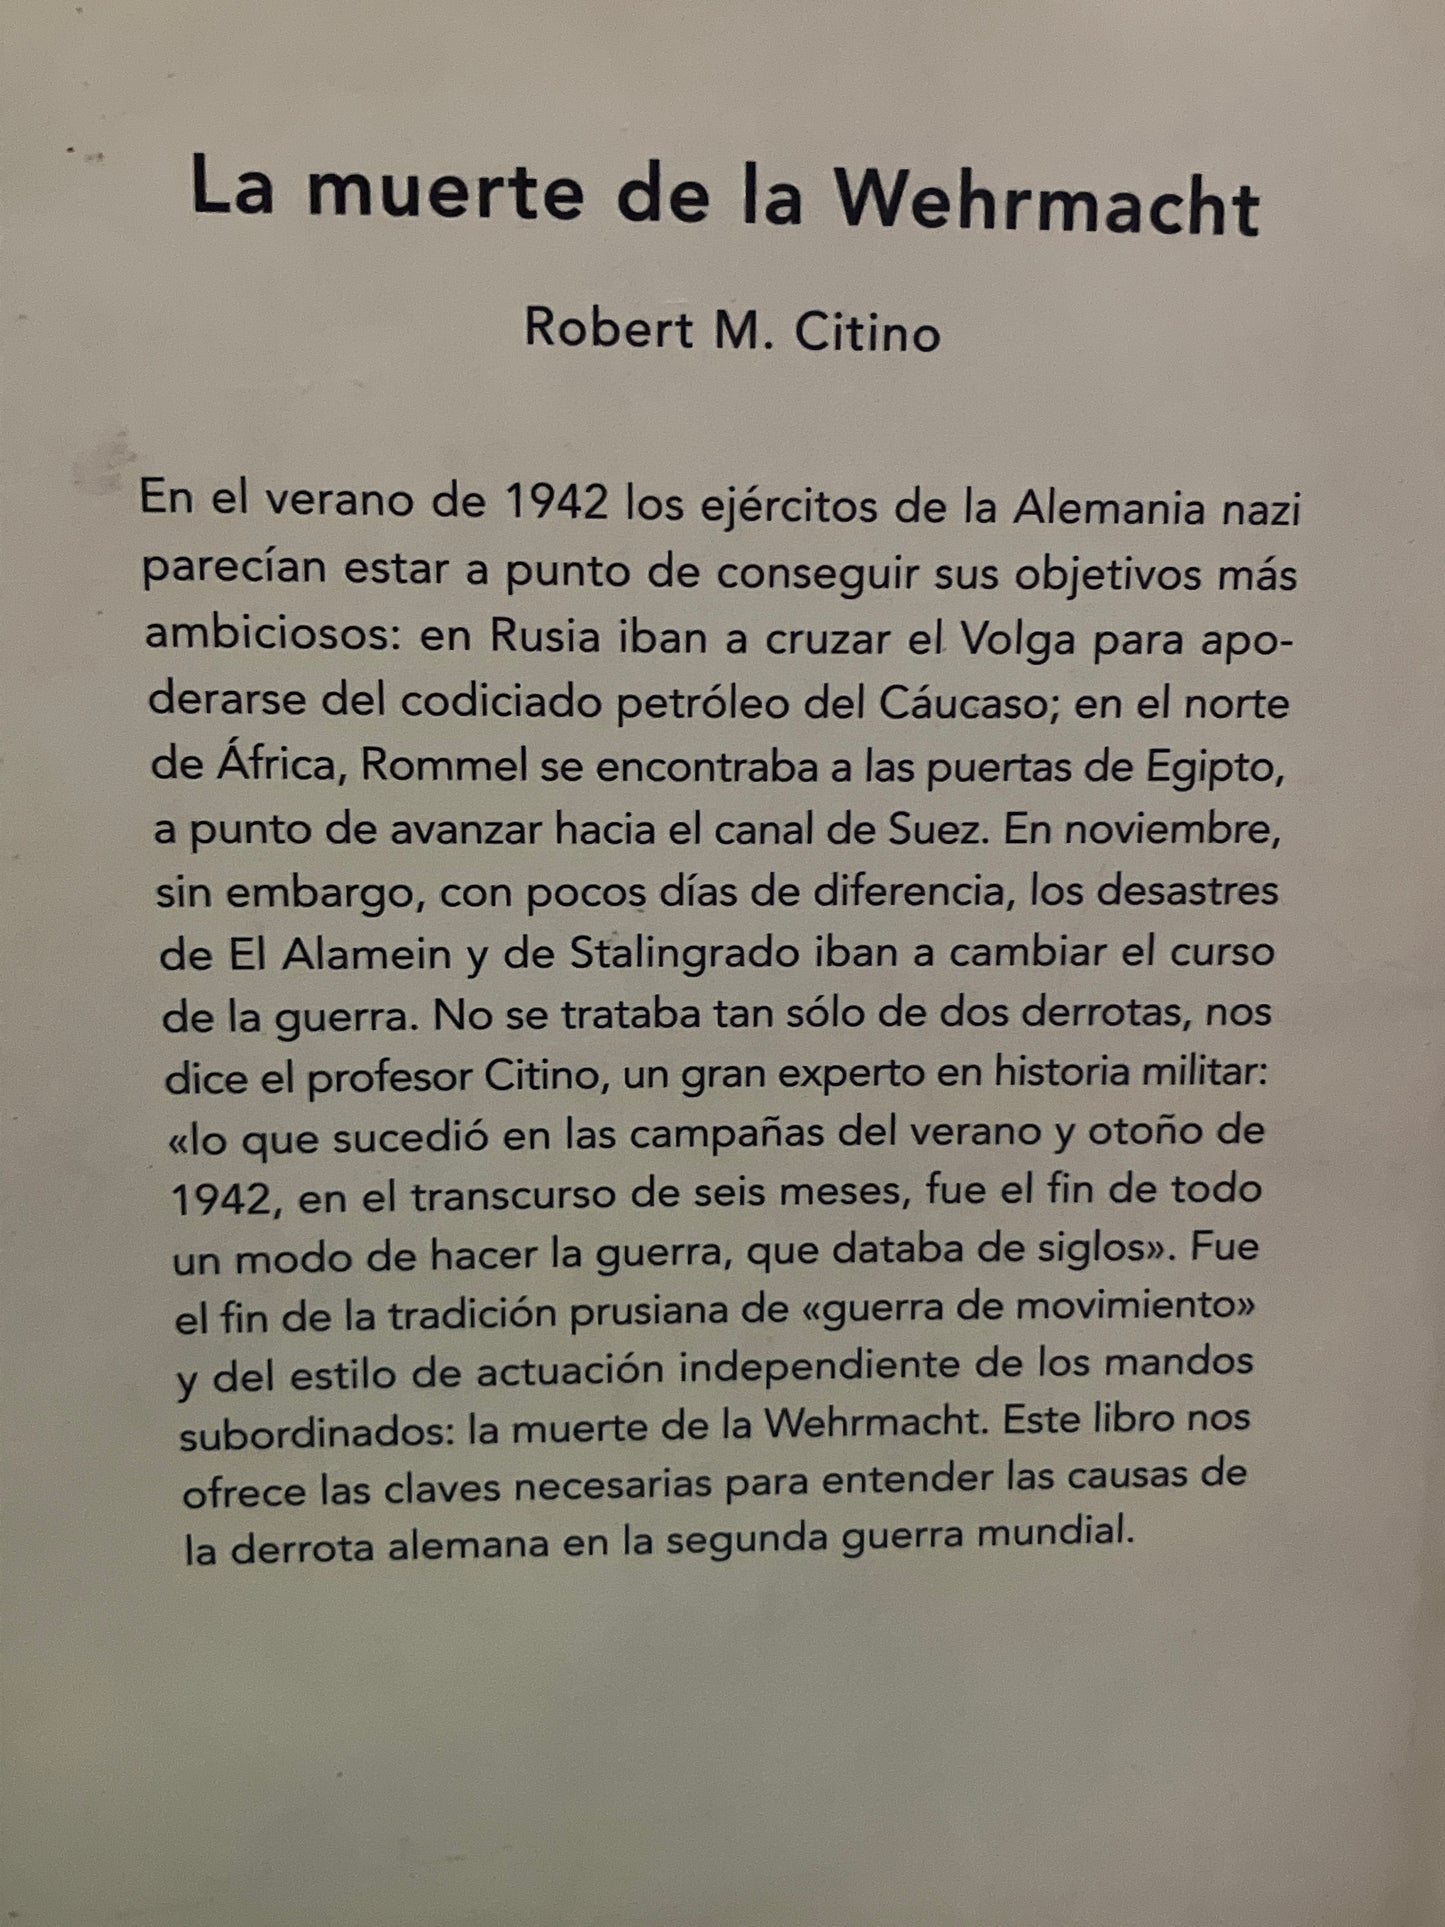 La muerte de la Wehrmacht
Robert M. Citino
En el verano de 1942 los ejércitos de la Alemania nazi
parecían estar a punto de conseguir sus objetivos más
ambiciosos: en Rusia iban a cruzar el Volga para apo-
derarse del codiciado petróleo del Cáucaso; en el norte
de África, Rommel se encontraba a las puertas de Egipto,
a punto de avanzar hacia el canal de Suez. En noviembre,
sin embargo, con pocos días de diferencia, los desastres
de El Alamein y de Stalingrado iban a cambiar el curso
de la guerra. No se trataba tan sólo de dos derrotas, nos
dice el profesor Citino, un gran experto en historia militar:
«lo que sucedió en las campañas del verano y otoño de
1942, en el transcurso de seis meses, fue el fin de todo
un modo de hacer la guerra, que databa de siglos». Fue
el fin de la tradición prusiana de «guerra de movimiento»
y del estilo de actuación independiente de los mandos
subordinados: la muerte de la Wehrmacht. Este libro nos
ofrece las claves necesarias para entender las causas de
la derrota alemana en la segunda guerra mundial.